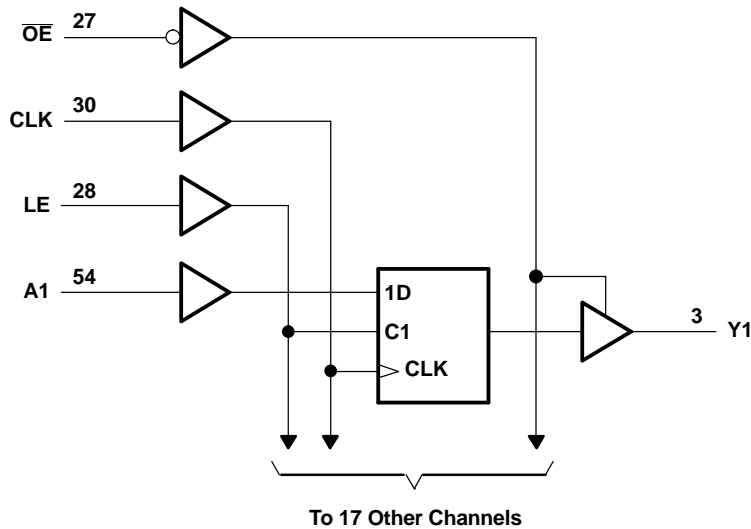 OE 27
CLK 30
LE 28
A1 54
1D
C1
CLK
3 Y1
To 17 Other Channels